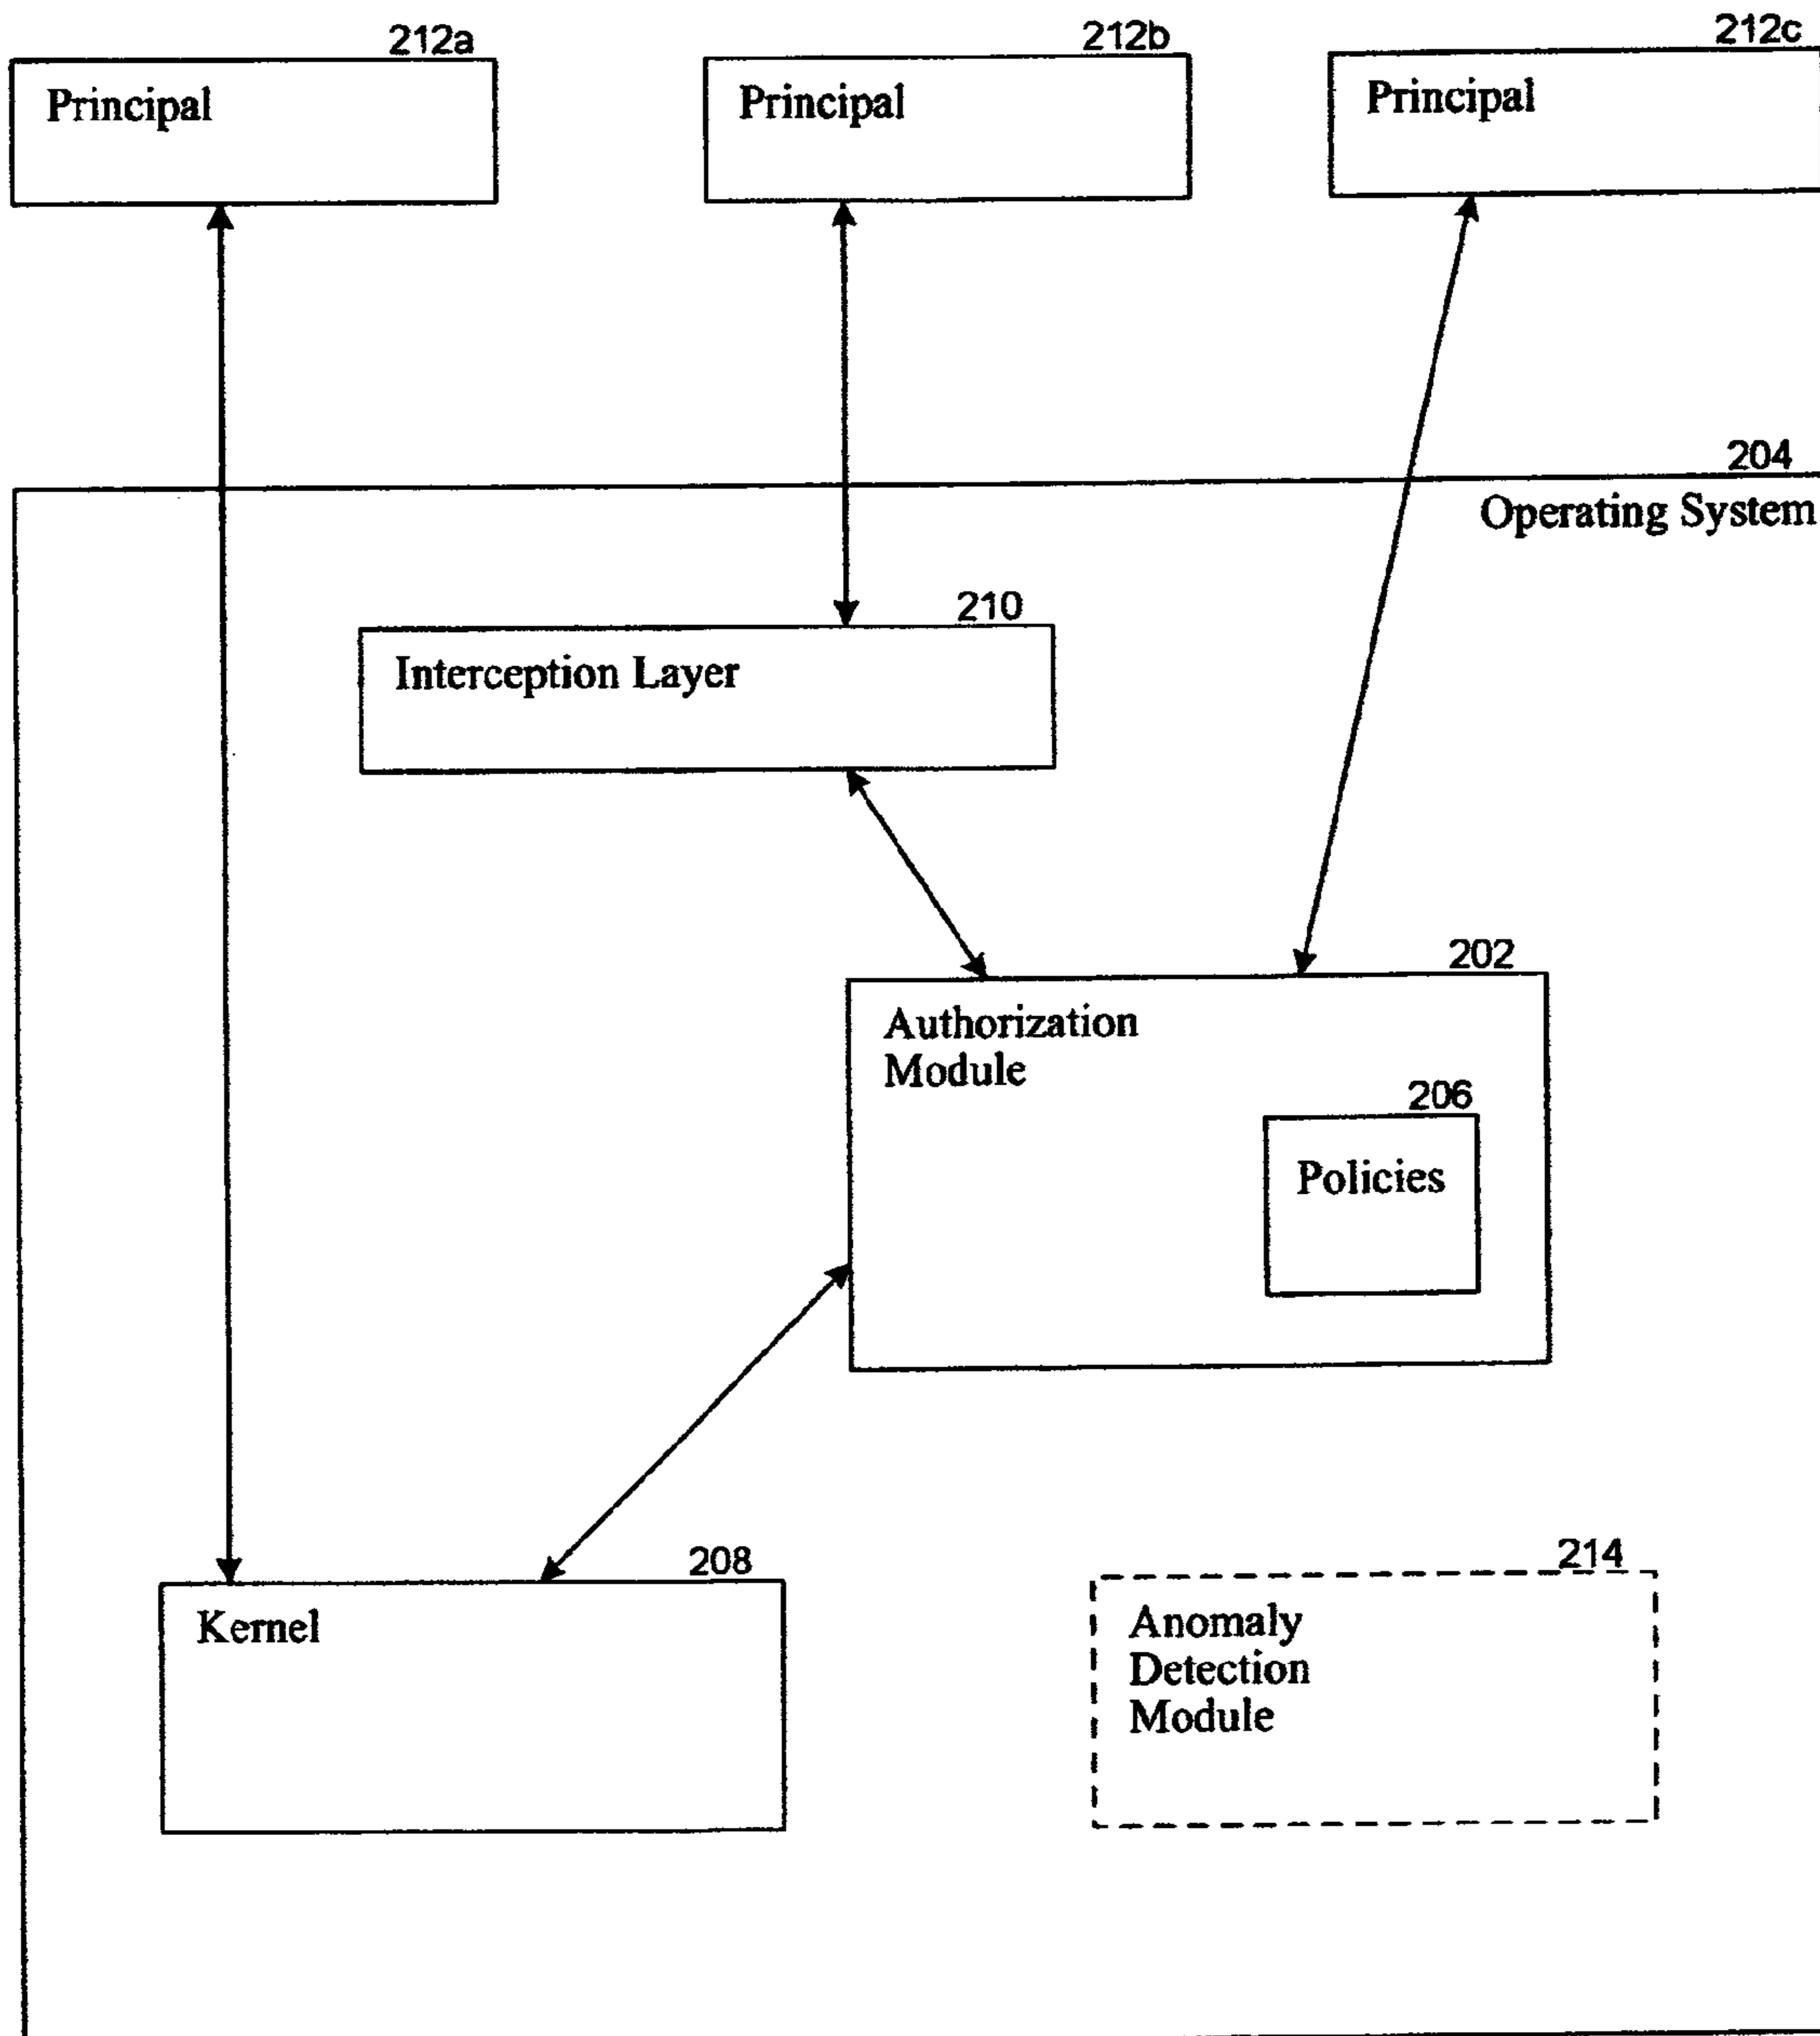 212a
212b
212c
Principal
Principal
Principal
204
Operating System
210
Interception Layer
202
Authorization
Module
206
Policies
208
Kernel
214
Anomaly
Detection
Module